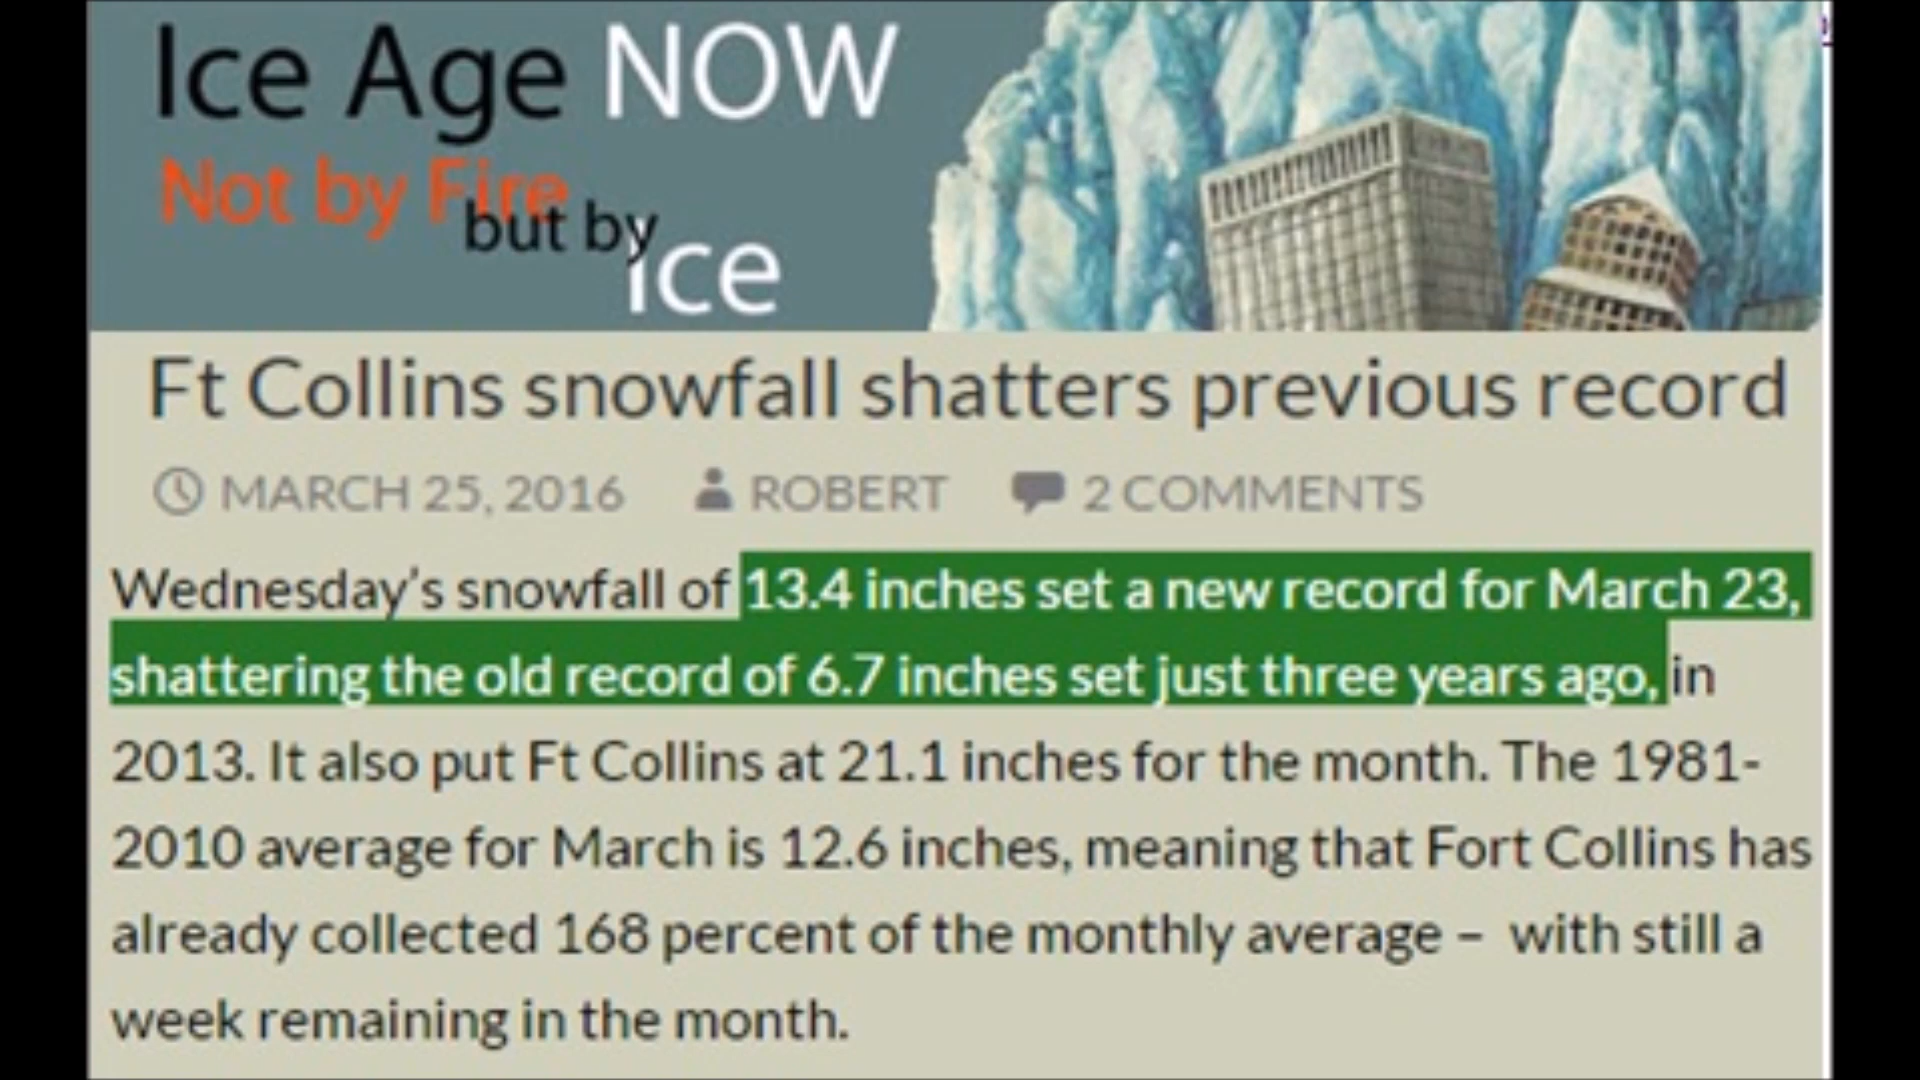 Ice Age NOW
Not by Fire
but by
ice
Ft Collins snowfall shatters previous record
MARCH 25, 2016 ROBERT 2 COMMENTS
Wednesday's snowfall of 13.4 inches set a new record for March 23,
shattering the old record of 6.7 inches set just three years ago, in
2013. It also put Ft Collins at 21.1 inches for the month. The 1981-
2010 average for March is 12.6 inches, meaning that Fort Collins has
already collected 168 percent of the monthly average – with still a
week remaining in the month.